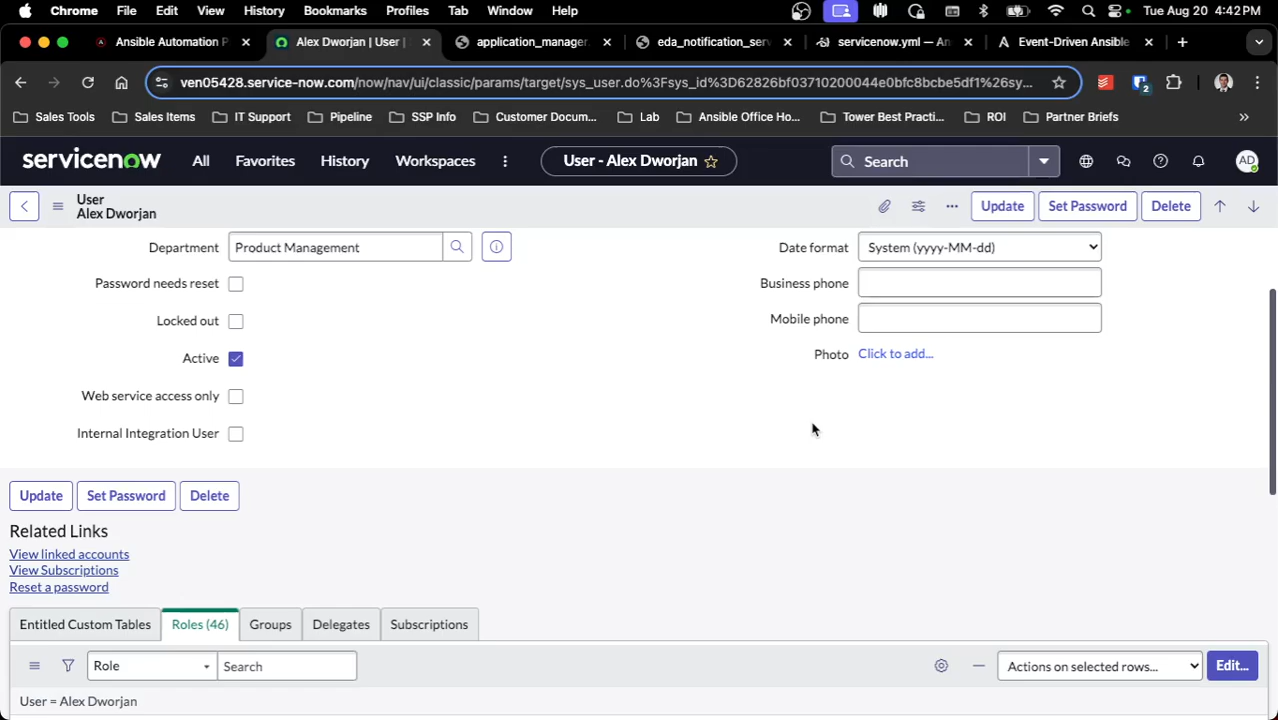 Chrome File Edit View History Bookmarks Profiles Tab Window Help Tue Aug 20 4:42 PM
Ansible Automation P Alex Dworjan | User | application_manager. eda_notification_serv servicenow.yml — Ans Event-Driven Ansible
ven05428.service-now.com/now/nav/ui/classic/params/target/sys_user.do%3Fsys_id%3D62826bf03710200044e0bfc8bcbe5df1%26sy... 2
Sales Tools Sales Items IT Support Pipeline SSP Info Customer Docum... Lab Ansible Office Ho... Tower Best Practi... ROI Partner Briefs »
servicenow All Favorites History Workspaces User - Alex Dworjan Search AD
User
Alex Dworjan
Update Set Password Delete
Department Product Management Date format System (yyyy-MM-dd)
Password needs reset Business phone
Locked out Mobile phone
Active Photo Click to add...
Web service access only
Internal Integration User
Update Set Password Delete
Related Links
View linked accounts
View Subscriptions
Reset a password
Entitled Custom Tables Roles (46) Groups Delegates Subscriptions
Role Search Actions on selected rows... Edit...
User = Alex Dworjan